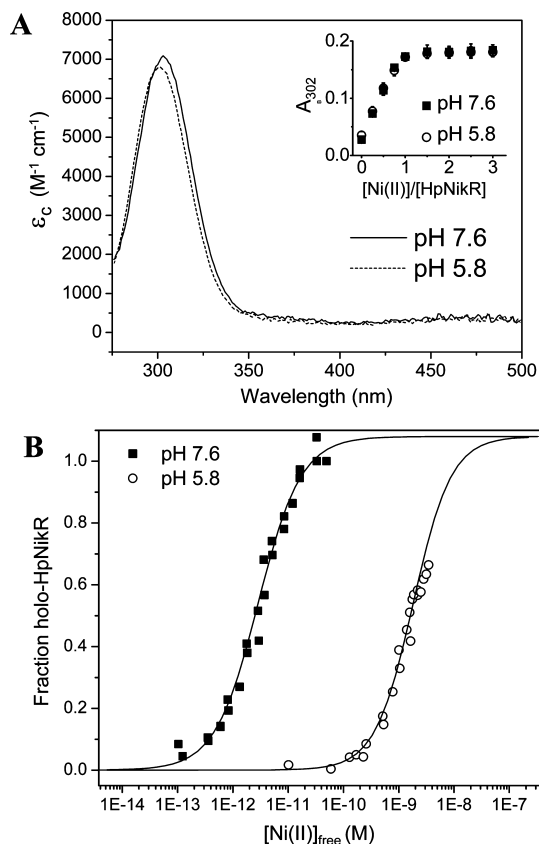 A
8000
7000
6000
5000
4000
3000
2000
1000
0
ε_c (M⁻¹ cm⁻¹)
300
350
400
450
500
Wavelength (nm)
0.2
0.1
0.0
A₃₀₂
0
1
2
3
[Ni(II)]/[HpNikR]
pH 7.6
pH 5.8
pH 7.6
pH 5.8
B
pH 7.6
pH 5.8
1.0
0.8
0.6
0.4
0.2
0.0
Fraction holo-HpNikR
1E-14
1E-13
1E-12
1E-11
1E-10
1E-9
1E-8
1E-7
[Ni(II)]free (M)